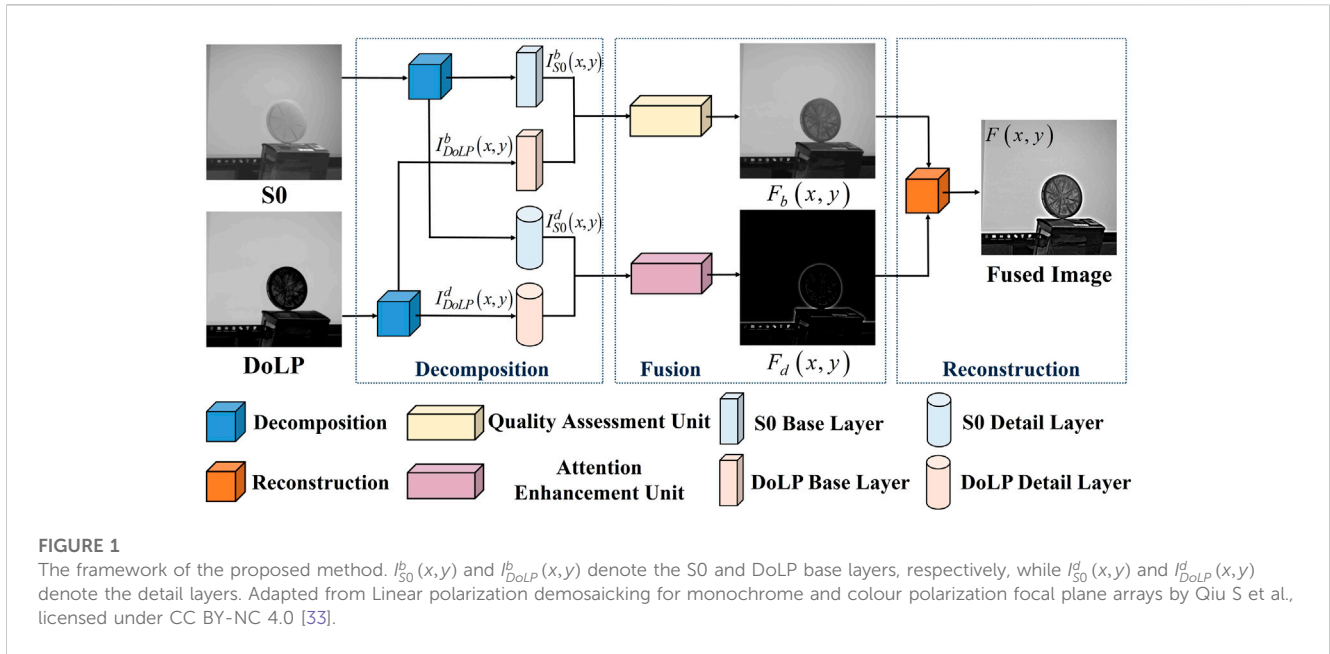 S0
DoLP
I^b_{S0}(x,y)
I^b_{DoLP}(x,y)
I^d_{S0}(x,y)
I^d_{DoLP}(x,y)
Decomposition
F_b(x,y)
F_d(x,y)
Fusion
F(x,y)
Fused Image
Reconstruction
Decomposition
Quality Assessment Unit
S0 Base Layer
S0 Detail Layer
Reconstruction
Attention
Enhancement Unit
DoLP Base Layer
DoLP Detail Layer
FIGURE 1
The framework of the proposed method. I^b_{S0}(x,y) and I^b_{DoLP}(x,y) denote the S0 and DoLP base layers, respectively, while I^d_{S0}(x,y) and I^d_{DoLP}(x,y)
denote the detail layers. Adapted from Linear polarization demosaicking for monochrome and colour polarization focal plane arrays by Qiu S et al.,
licensed under CC BY-NC 4.0 [33].